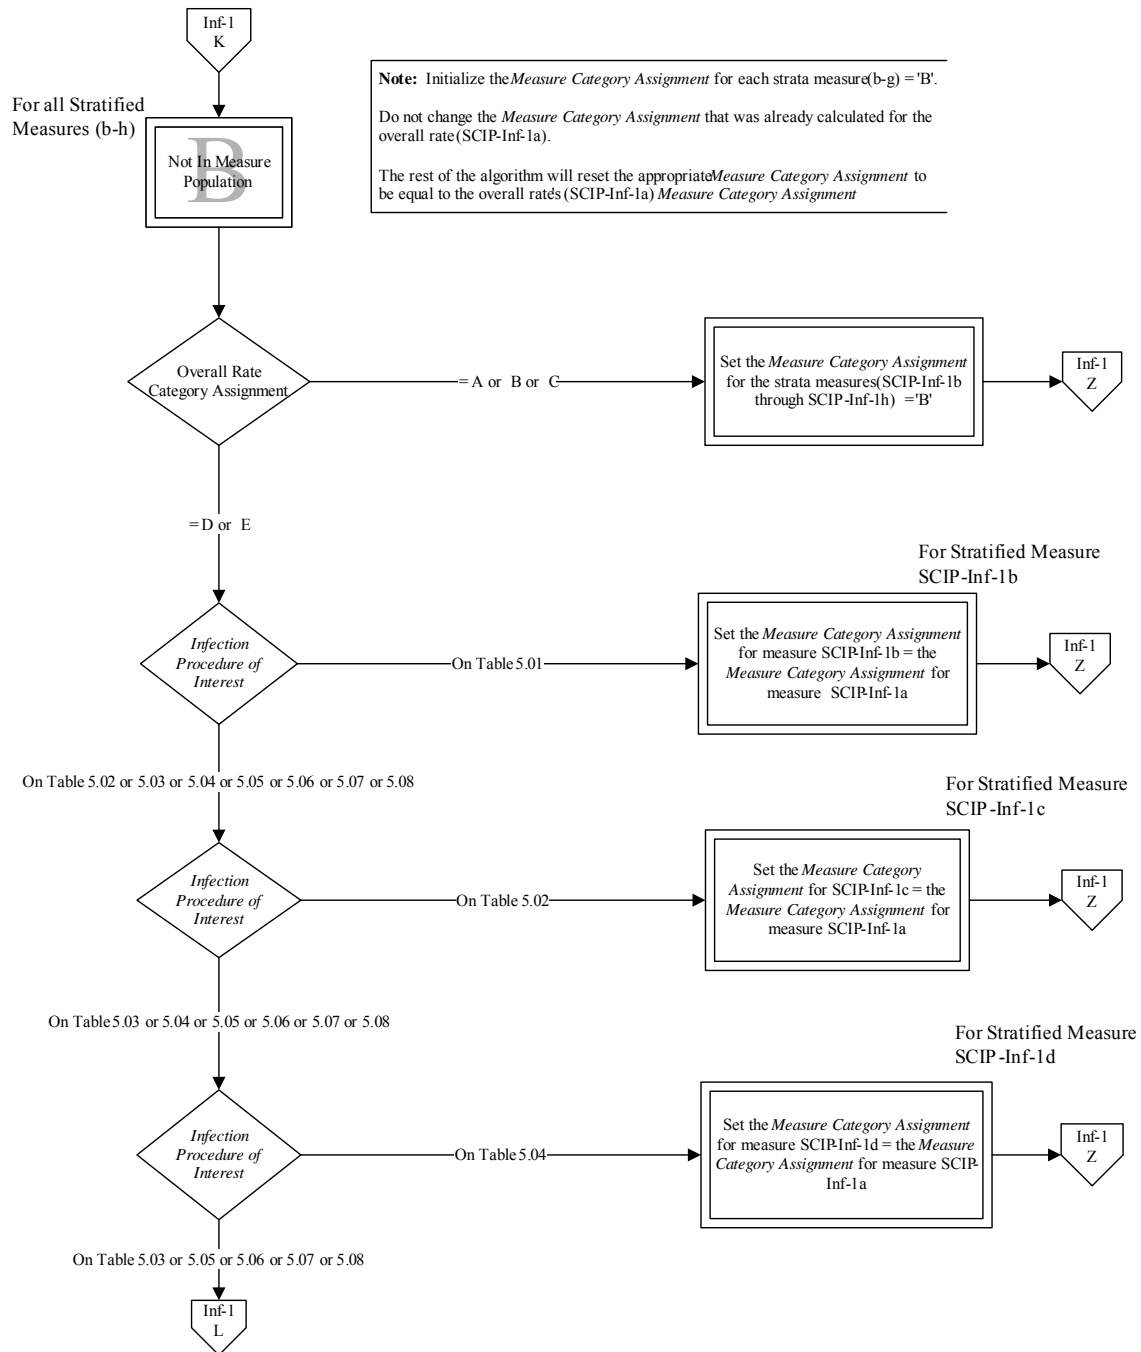 Inf-1
K
Note: Initialize the Measure Category Assignment for each strata measure(b-g) = 'B'.
Do not change the Measure Category Assignment that was already calculated for the
overall rate(SCIP-Inf-1a).
The rest of the algorithm will reset the appropriate Measure Category Assignment to
be equal to the overall rate's (SCIP-Inf-1a) Measure Category Assignment
For all Stratified
Measures (b-h)
B
Not In Measure
Population
Overall Rate
Category Assignment
= A or B or C
Set the Measure Category Assignment
for the strata measures(SCIP-Inf-1b
through SCIP-Inf-1h) ='B'
Inf-1
Z
= D or E
For Stratified Measure
SCIP-Inf-1b
Infection
Procedure of
Interest
On Table 5.01
Set the Measure Category Assignment
for measure SCIP-Inf-1b = the
Measure Category Assignment for
measure SCIP-Inf-1a
Inf-1
Z
On Table 5.02 or 5.03 or 5.04 or 5.05 or 5.06 or 5.07 or 5.08
For Stratified Measure
SCIP-Inf-1c
Infection
Procedure of
Interest
On Table 5.02
Set the Measure Category
Assignment for SCIP-Inf-1c = the
Measure Category Assignment for
measure SCIP-Inf-1a
Inf-1
Z
On Table 5.03 or 5.04 or 5.05 or 5.06 or 5.07 or 5.08
For Stratified Measure
SCIP-Inf-1d
Infection
Procedure of
Interest
On Table 5.04
Set the Measure Category Assignment
for measure SCIP-Inf-1d = the Measure
Category Assignment for measure SCIP-
Inf-1a
Inf-1
Z
On Table 5.03 or 5.05 or 5.06 or 5.07 or 5.08
Inf-1
L